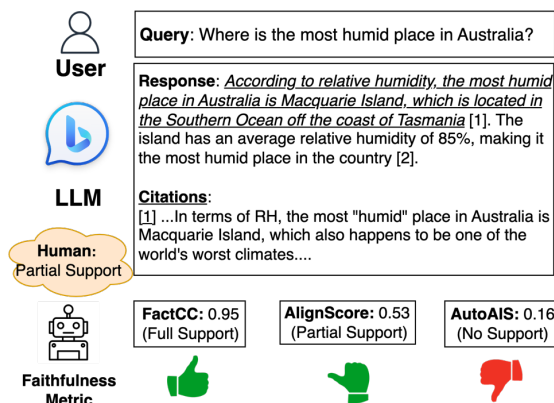 Query: Where is the most humid place in Australia?
User
Response: According to relative humidity, the most humid
place in Australia is Macquarie Island, which is located in
the Southern Ocean off the coast of Tasmania [1]. The
island has an average relative humidity of 85%, making it
the most humid place in the country [2].
LLM
Citations:
[1] ...In terms of RH, the most "humid" place in Australia is
Macquarie Island, which also happens to be one of the
world's worst climates....
Human:
Partial Support
FactCC: 0.95
(Full Support)
AlignScore: 0.53
(Partial Support)
AutoAIS: 0.16
(No Support)
Faithfulness
Metric